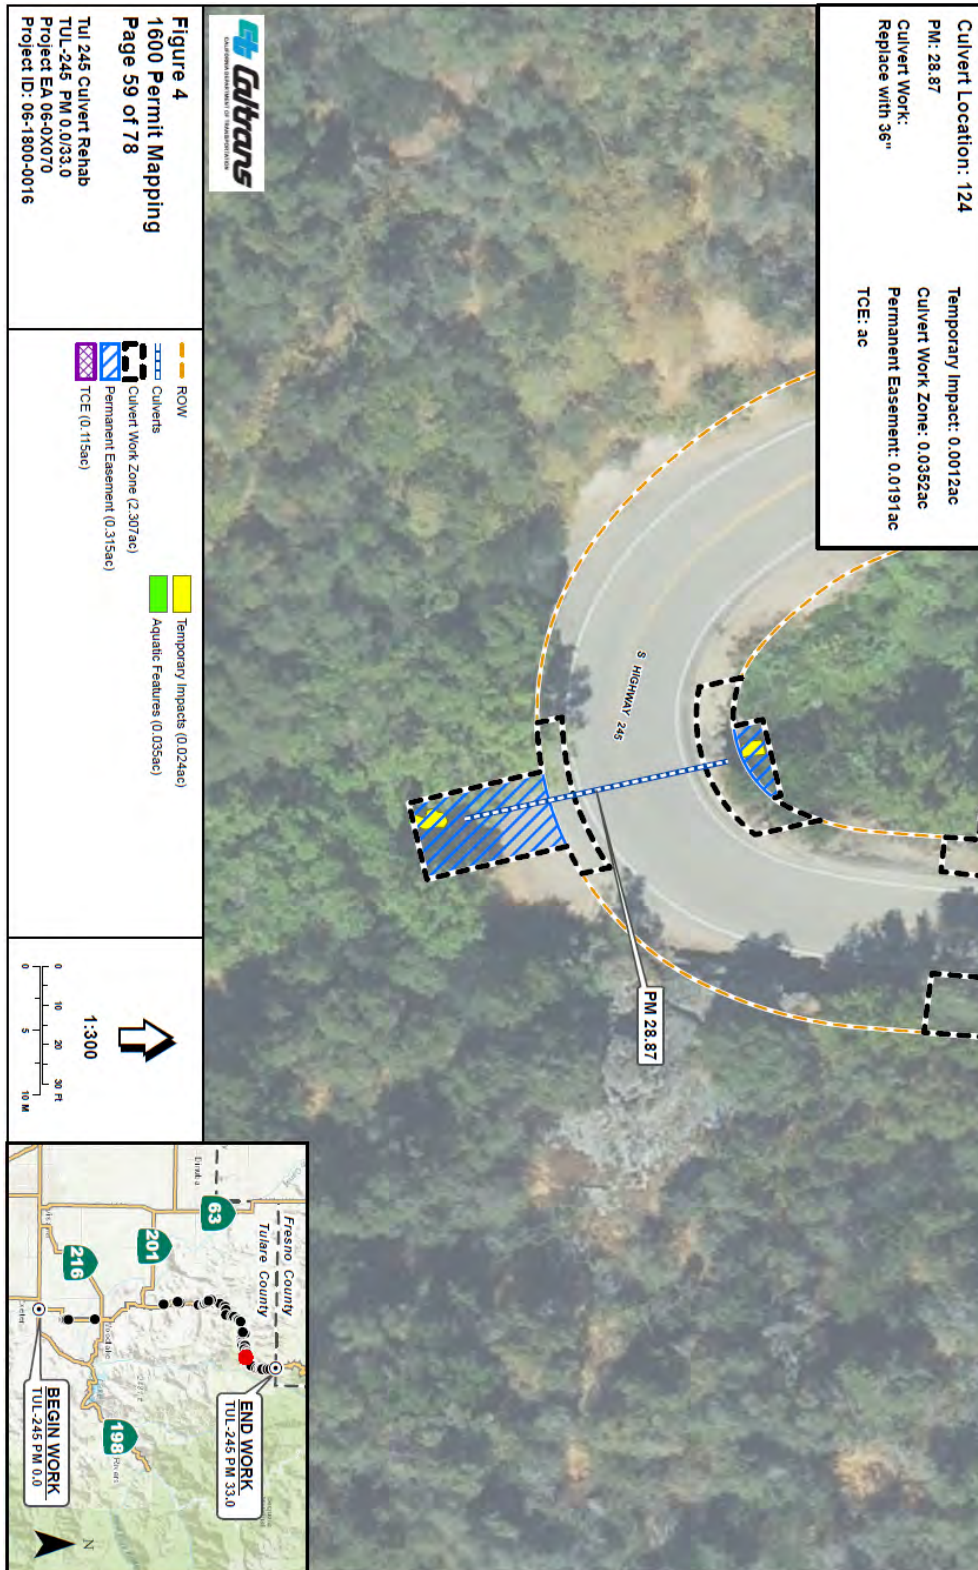 Culvert Location: 124
PM: 28.87
Culvert Work:
Replace with 36"
Temporary Impact: 0.0012ac
Culvert Work Zone: 0.0352ac
Permanent Easement: 0.0191ac
TCE: ac
S HIGHWAY 245
PM 28.87
Caltrans
CALIFORNIA DEPARTMENT OF TRANSPORTATION
Figure 4
1600 Permit Mapping
Page 59 of 78
Tul 245 Culvert Rehab
TUL-245 PM 0.0/33.0
Project EA 06-0X070
Project ID: 06-1800-0016
ROW
Culverts
Culvert Work Zone (2.307ac)
Permanent Easement (0.315ac)
TCE (0.115ac)
Temporary Impacts (0.024ac)
Aquatic Features (0.035ac)
1:300
0 10 20 30 Ft
0 5 10 M
Fresno County
Tulare County
Dinuba
63
201
216
198
END WORK
TUL-245 PM 33.0
BEGIN WORK
TUL-245 PM 0.0
N